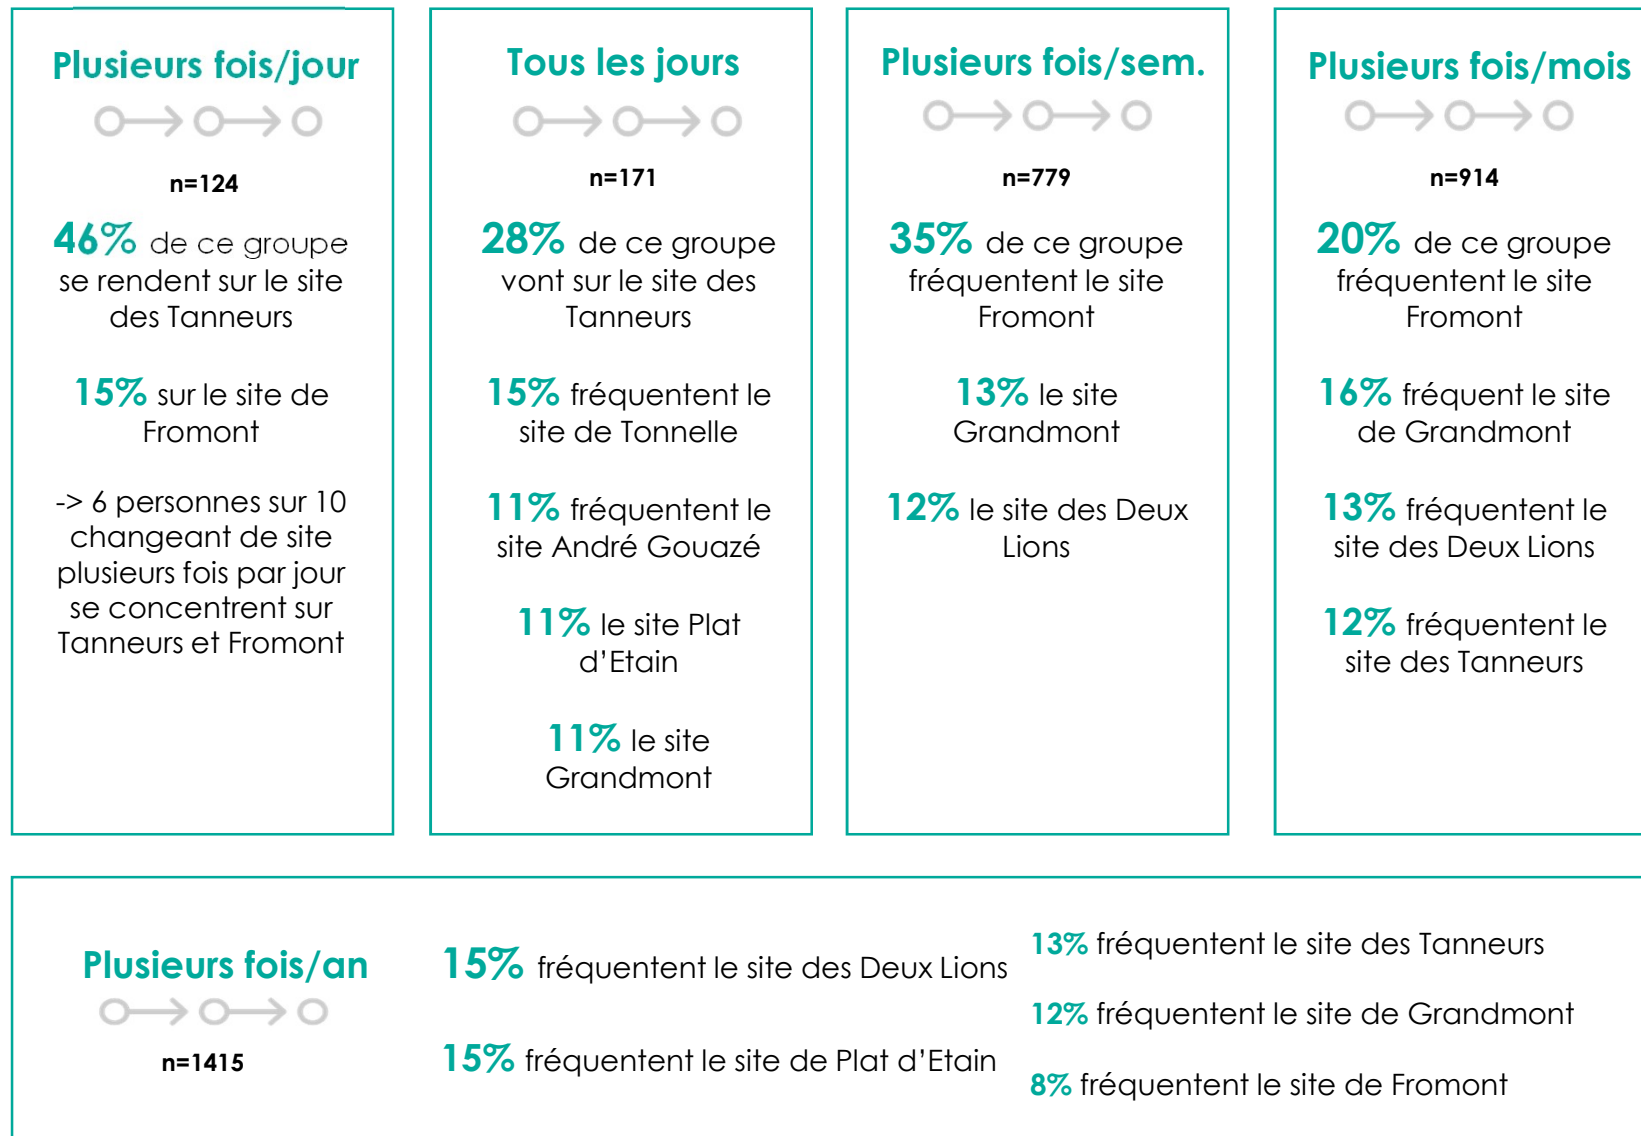 Plusieurs fois/jour
n=124
46% de ce groupe
se rendent sur le site
des Tanneurs
15% sur le site de
Fromont
-> 6 personnes sur 10
changeant de site
plusieurs fois par jour
se concentrent sur
Tanneurs et Fromont
Tous les jours
n=171
28% de ce groupe
vont sur le site des
Tanneurs
15% fréquentent le
site de Tonnelle
11% fréquentent le
site André Gouazé
11% le site Plat
d'Etain
11% le site
Grandmont
Plusieurs fois/sem.
n=779
35% de ce groupe
fréquentent le site
Fromont
13% le site
Grandmont
12% le site des Deux
Lions
Plusieurs fois/mois
n=914
20% de ce groupe
fréquentent le site
Fromont
16% fréquent le site
de Grandmont
13% fréquentent le
site des Deux Lions
12% fréquentent le
site des Tanneurs
Plusieurs fois/an
n=1415
15% fréquentent le site des Deux Lions
15% fréquentent le site de Plat d'Etain
13% fréquentent le site des Tanneurs
12% fréquentent le site de Grandmont
8% fréquentent le site de Fromont